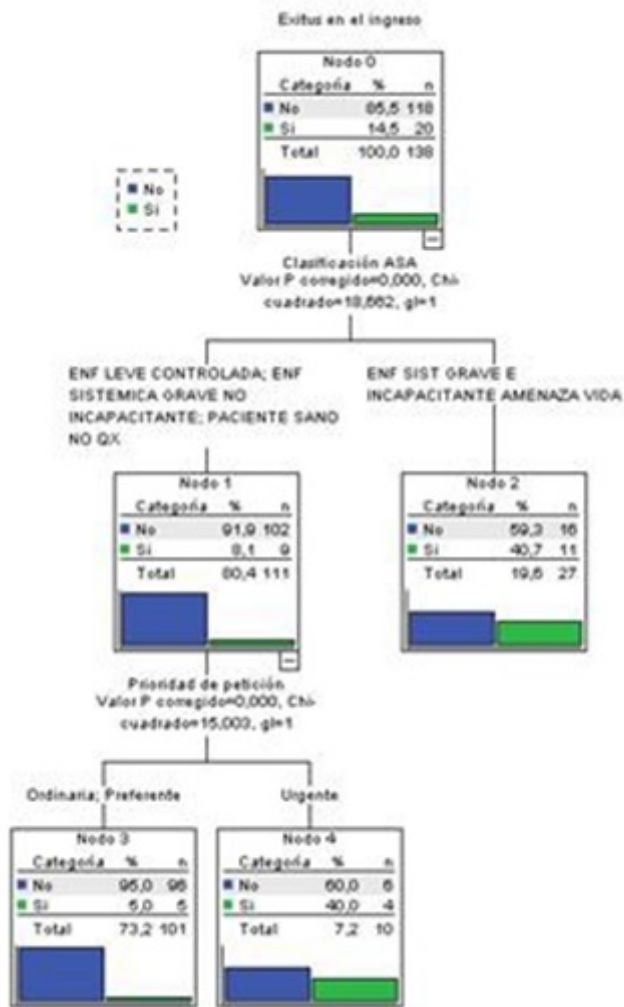 Exitus en el ingreso
Nodo 0
Categoría % n
No 85,5 118
Si 14,5 20
Total 100,0 138
No
Si
Clasificación ASA
Valor P corregido=0,000, Chi-
cuadrado=18,662, gl=1
ENF LEVE CONTROLADA; ENF
SISTEMICA GRAVE NO
INCAPACITANTE; PACIENTE SANO
NO QX
ENF SIST GRAVE E
INCAPACITANTE AMENAZA VIDA
Nodo 1
Categoría % n
No 91,9 102
Si 8,1 9
Total 80,4 111
Nodo 2
Categoría % n
No 59,3 16
Si 40,7 11
Total 19,6 27
Prioridad de petición
Valor P corregido=0,000, Chi-
cuadrado=15,003, gl=1
Ordinaria; Preferente
Urgente
Nodo 3
Categoría % n
No 95,0 96
Si 5,0 5
Total 73,2 101
Nodo 4
Categoría % n
No 60,0 6
Si 40,0 4
Total 7,2 10